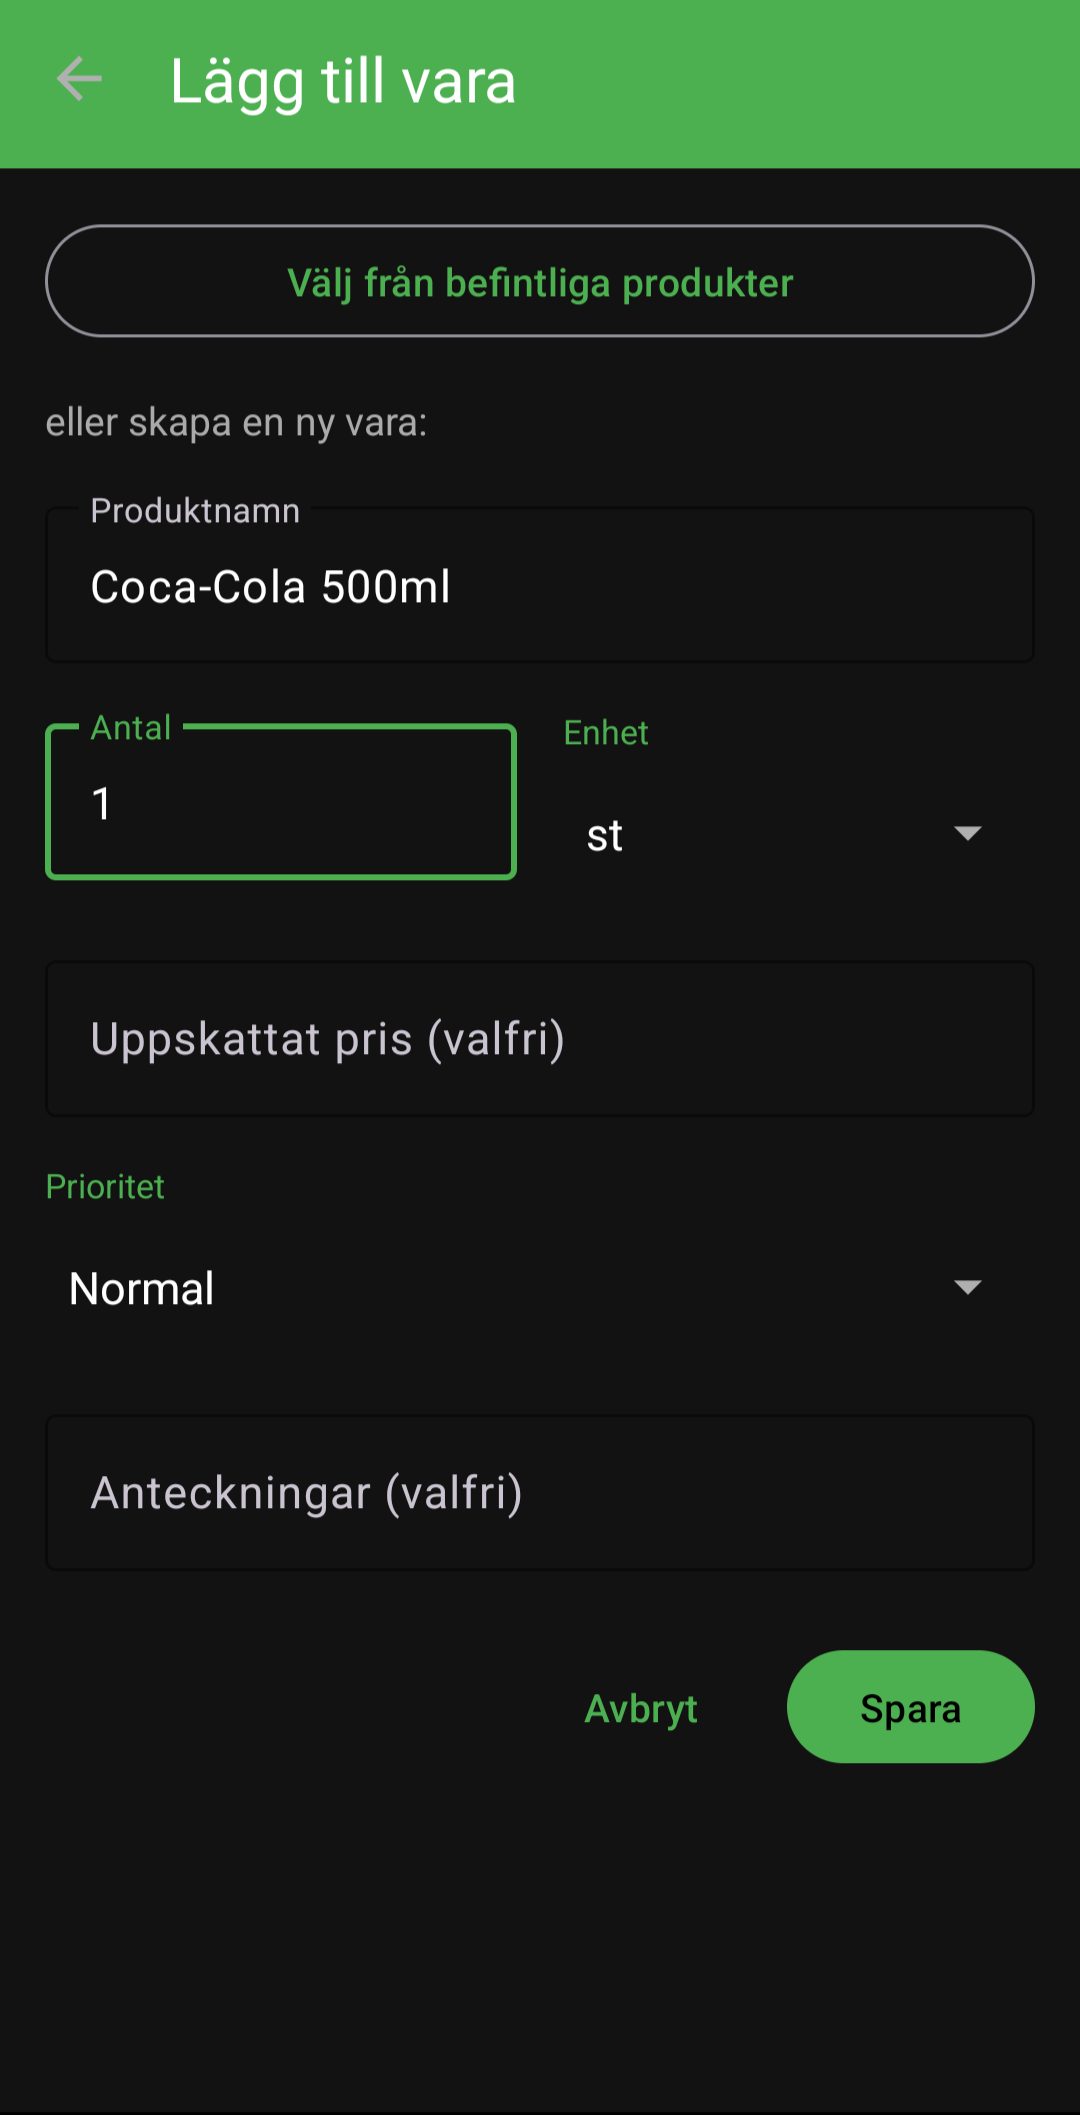 Lägg till vara
Välj från befintliga produkter
eller skapa en ny vara:
Produktnamn
Coca-Cola 500ml
Antal
1
Enhet
st
Uppskattat pris (valfri)
Prioritet
Normal
Anteckningar (valfri)
Avbryt
Spara